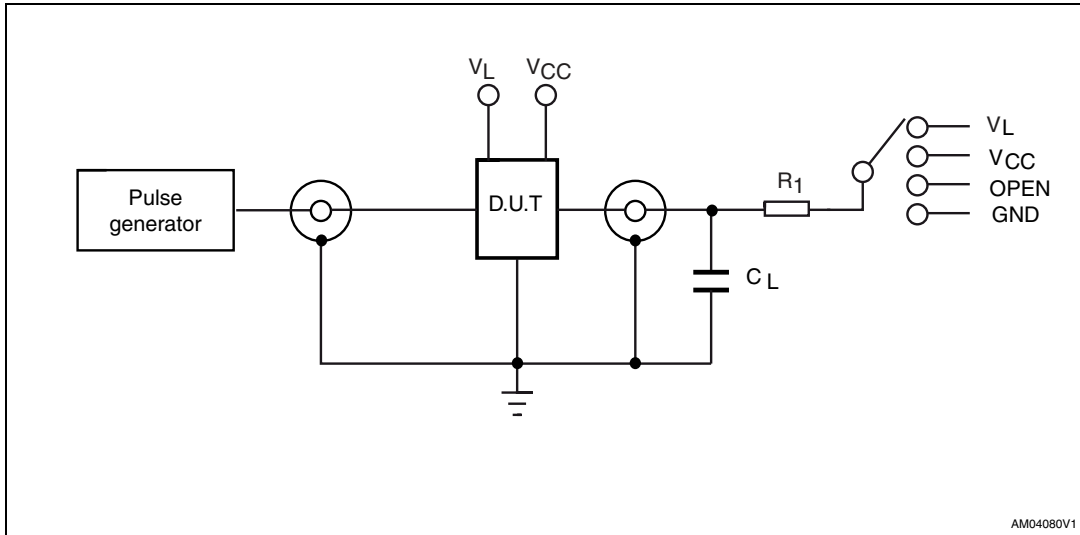 VL
VCC
Pulse
generator
D.U.T
R1
VL
VCC
OPEN
GND
CL
AM04080V1